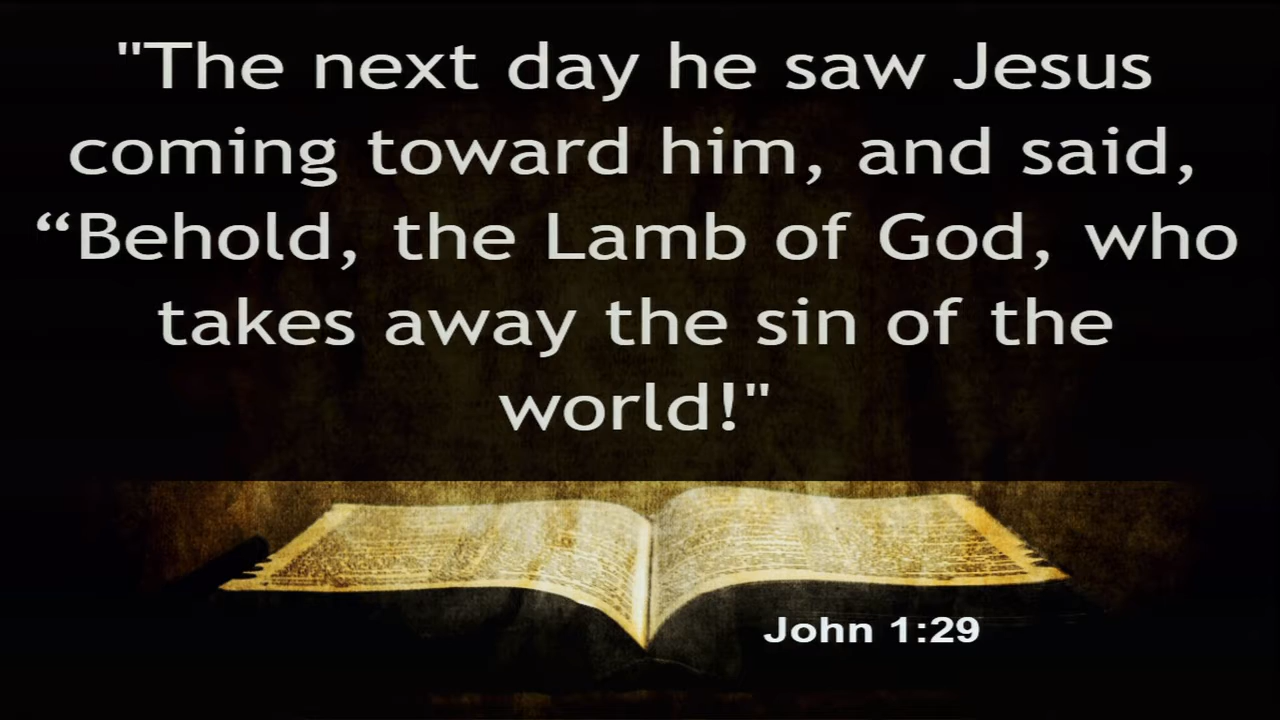 "The next day he saw Jesus
coming toward him, and said,
“Behold, the Lamb of God, who
takes away the sin of the
world!"
John 1:29